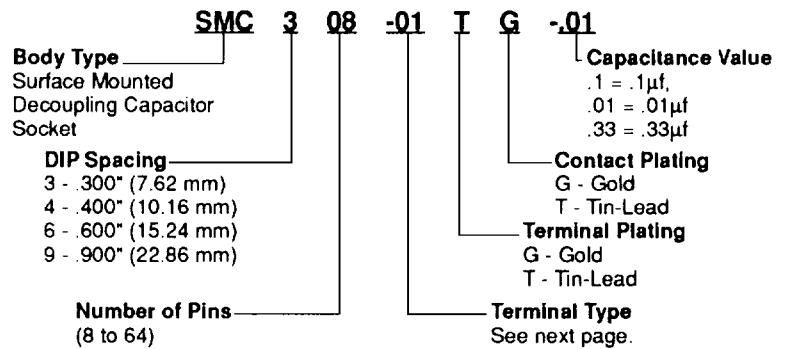 SMC 3 08 -01 T G -.01
Body Type
Surface Mounted
Decoupling Capacitor
Socket
DIP Spacing
3 - .300" (7.62 mm)
4 - .400" (10.16 mm)
6 - .600" (15.24 mm)
9 - .900" (22.86 mm)
Number of Pins
(8 to 64)
Capacitance Value
.1 = .1µf,
.01 = .01µf
.33 = .33µf
Contact Plating
G - Gold
T - Tin-Lead
Terminal Plating
G - Gold
T - Tin-Lead
Terminal Type
See next page.